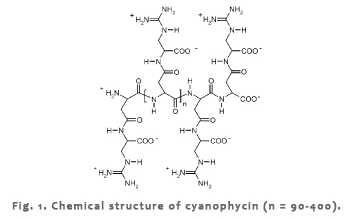 NH₂ NH₂
+ H₂N N–H + H₂N N–H
COO⁻ COO⁻
H–N O H–N O
+ H₂N O N H O n H N O COO⁻
O O
H–N COO⁻ H–N COO⁻
N–H N–H
+ H₂N NH₂ + H₂N NH₂
Fig. 1. Chemical structure of cyanophycin (n = 90-400).